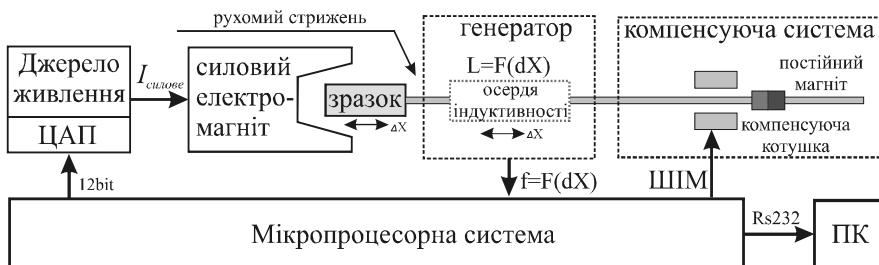 рухомий стрижень
генератор
компенсуюча система
Джерело
живлення
ЦАП
Iсилове
силовий
електро-
магніт
зразок
ΔX
L=F(dX)
осердя
індуктивності
ΔX
постійний
магніт
компенсуюча
котушка
12bit
f=F(dX)
ШІМ
Мікропроцесорна система
Rs232
ПК